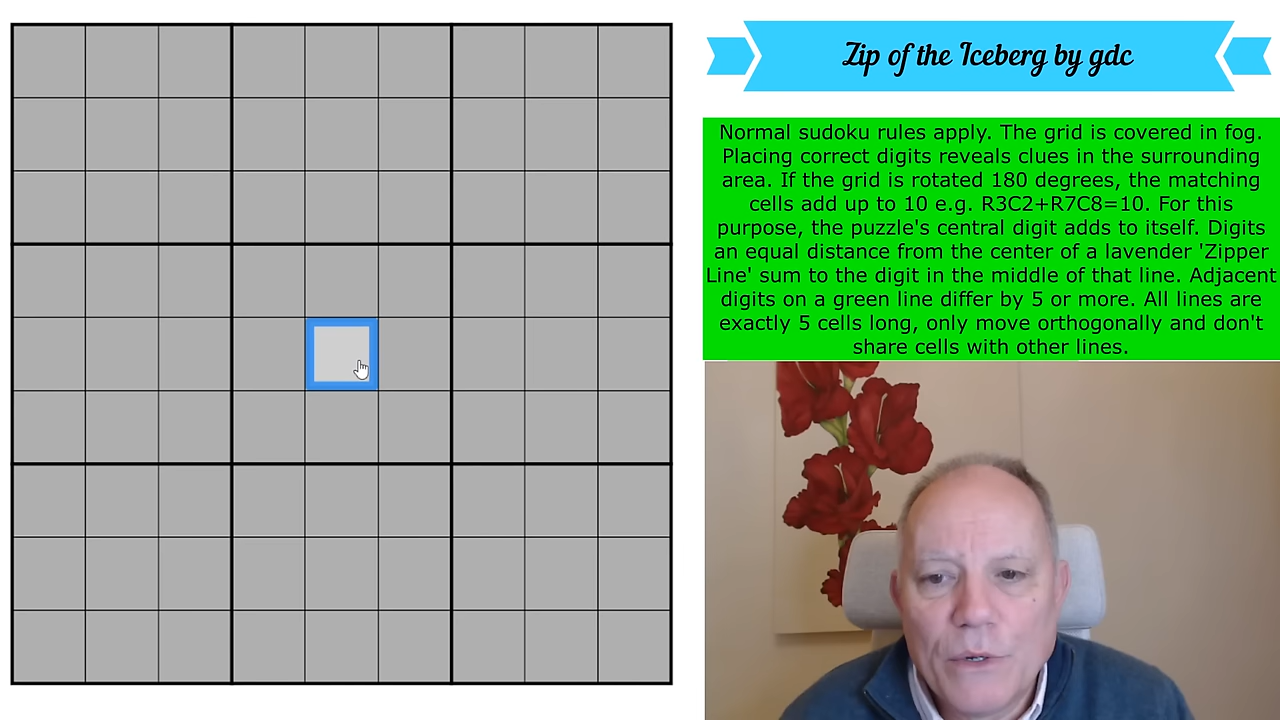 Zip of the Iceberg by gdc
Normal sudoku rules apply. The grid is covered in fog.
Placing correct digits reveals clues in the surrounding
area. If the grid is rotated 180 degrees, the matching
cells add up to 10 e.g. R3C2+R7C8=10. For this
purpose, the puzzle's central digit adds to itself. Digits
an equal distance from the center of a lavender 'Zipper
Line' sum to the digit in the middle of that line. Adjacent
digits on a green line differ by 5 or more. All lines are
exactly 5 cells long, only move orthogonally and don't
share cells with other lines.